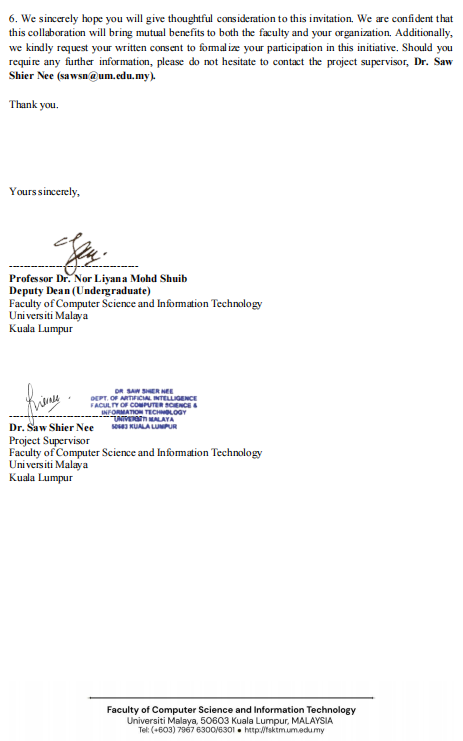 6. We sincerely hope you will give thoughtful consideration to this invitation. We are confident that
this collaboration will bring mutual benefits to both the faculty and your organization. Additionally,
we kindly request your written consent to formalize your participation in this initiative. Should you
require any further information, please do not hesitate to contact the project supervisor, Dr. Saw
Shier Nee (sawsn@um.edu.my).
Thank you.
Yours sincerely,
Professor Dr. Nor Liyana Mohd Shuib
Deputy Dean (Undergraduate)
Faculty of Computer Science and Information Technology
Universiti Malaya
Kuala Lumpur
DR SAW SHIER NEE
DEPT. OF ARTIFICIAL INTELLIGENCE
FACULTY OF COMPUTER SCIENCE &
INFORMATION TECHNOLOGY
UNIVERSITI MALAYA
50603 KUALA LUMPUR
Dr. Saw Shier Nee
Project Supervisor
Faculty of Computer Science and Information Technology
Universiti Malaya
Kuala Lumpur
Faculty of Computer Science and Information Technology
Universiti Malaya, 50603 Kuala Lumpur, MALAYSIA
Tel: (+603) 7967 6300/6301 ● http://fsktm.um.edu.my